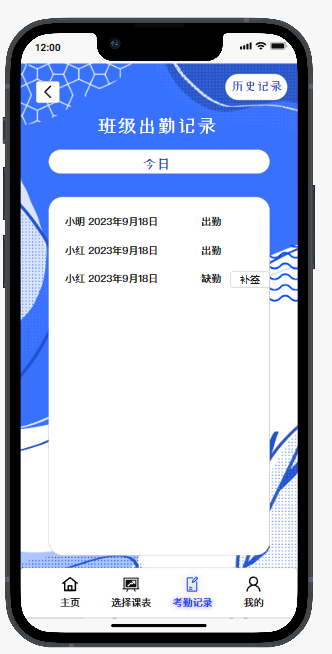 12:00
历史记录
班级出勤记录
今日
小明 2023年9月18日 出勤
小红 2023年9月18日 出勤
小红 2023年9月18日 缺勤 补签
主页 选择课表 考勤记录 我的